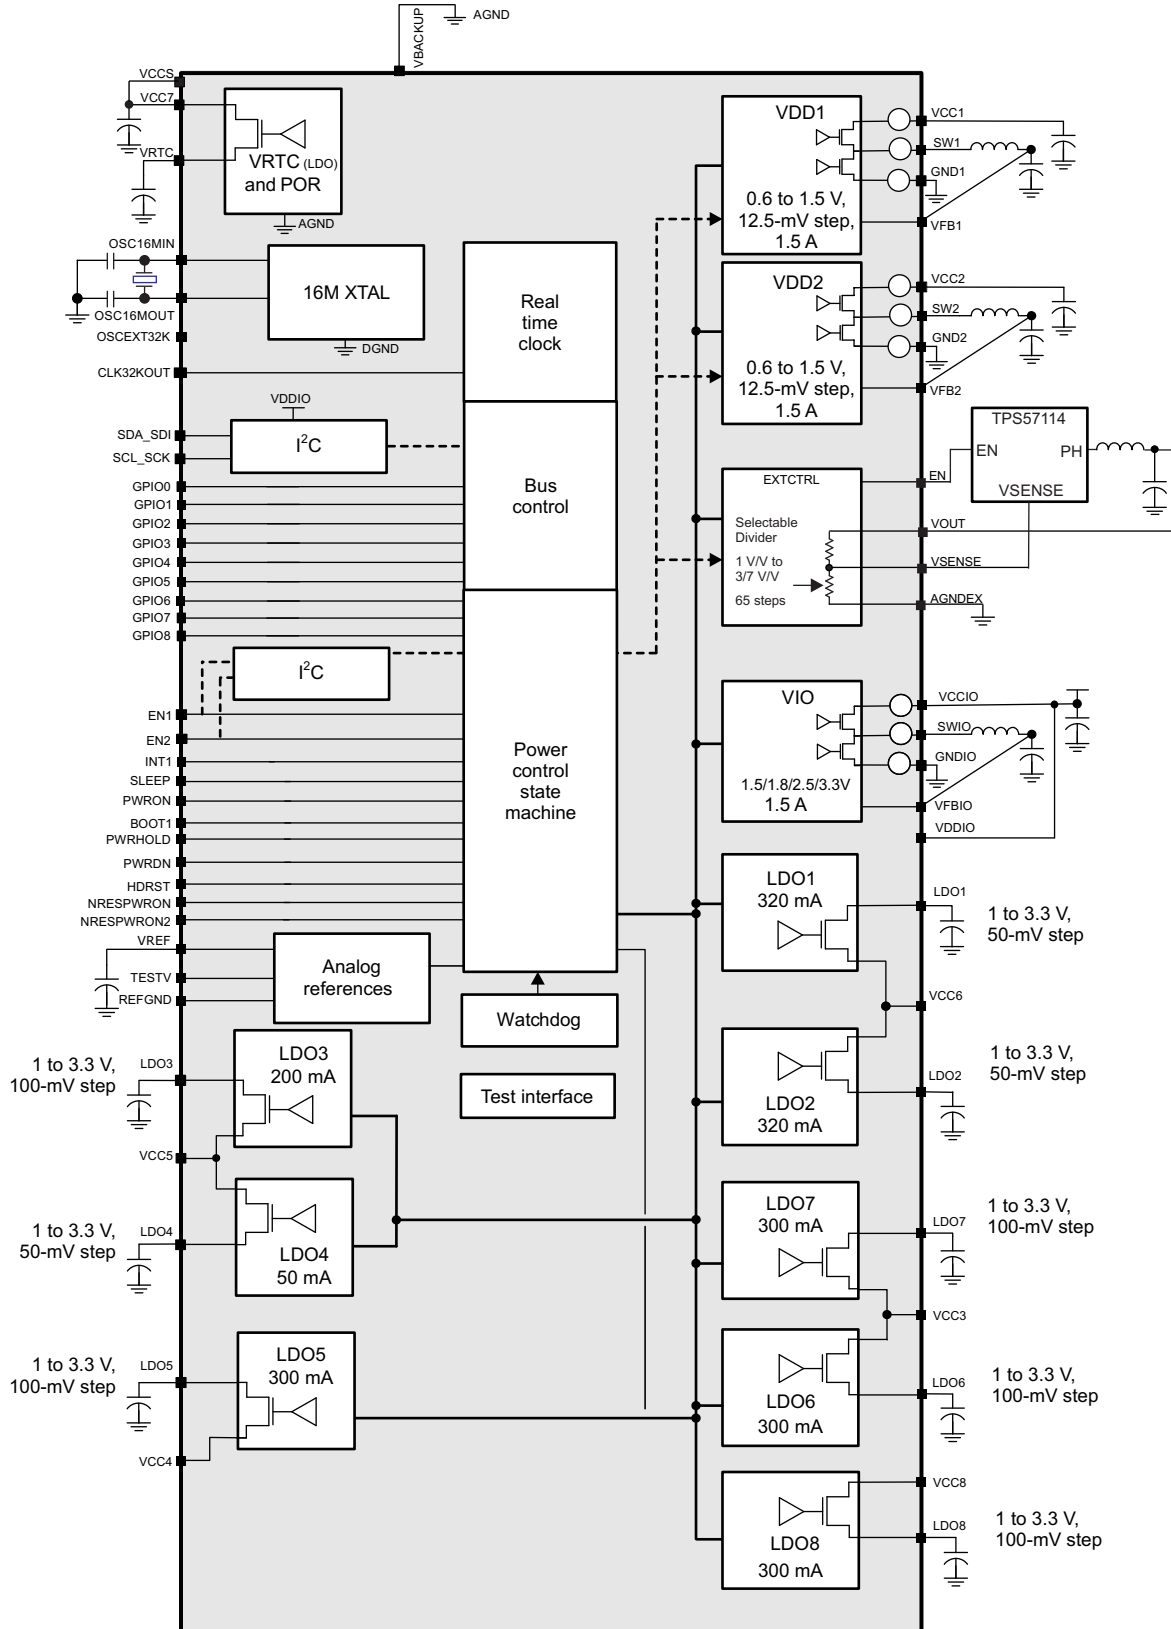 VBACKUP
AGND
VCCS
VCC7
VRTC
VRTC (LDO)
and POR
AGND
OSC16MIN
OSC16MOUT
16M XTAL
DGND
OSCEXT32K
CLK32KOUT
VDDIO
SDA_SDI
SCL_SCK
I2C
GPIO0
GPIO1
GPIO2
GPIO3
GPIO4
GPIO5
GPIO6
GPIO7
GPIO8
I2C
EN1
EN2
INT1
SLEEP
PWRON
BOOT1
PWRHOLD
PWRDN
HDRST
NRESPWRON
NRESPWRON2
VREF
TESTV
REFGND
Analog
references
Real
time
clock
Bus
control
Power
control
state
machine
Watchdog
Test interface
1 to 3.3 V,
100-mV step
LDO3
LDO3
200 mA
VCC5
1 to 3.3 V,
50-mV step
LDO4
LDO4
50 mA
1 to 3.3 V,
100-mV step
LDO5
LDO5
300 mA
VCC4
VDD1
0.6 to 1.5 V,
12.5-mV step,
1.5 A
VCC1
SW1
GND1
VFB1
VDD2
0.6 to 1.5 V,
12.5-mV step,
1.5 A
VCC2
SW2
GND2
VFB2
TPS57114
EN
PH
VSENSE
EXTCTRL
Selectable
Divider
1 V/V to
3/7 V/V
65 steps
EN
VOUT
VSENSE
AGNDEX
VIO
1.5/1.8/2.5/3.3V
1.5 A
VCCIO
SWIO
GNDIO
VFBIO
VDDIO
LDO1
320 mA
LDO1
1 to 3.3 V,
50-mV step
VCC6
LDO2
320 mA
LDO2
1 to 3.3 V,
50-mV step
LDO7
300 mA
LDO7
1 to 3.3 V,
100-mV step
VCC3
LDO6
300 mA
LDO6
1 to 3.3 V,
100-mV step
VCC8
LDO8
300 mA
LDO8
1 to 3.3 V,
100-mV step